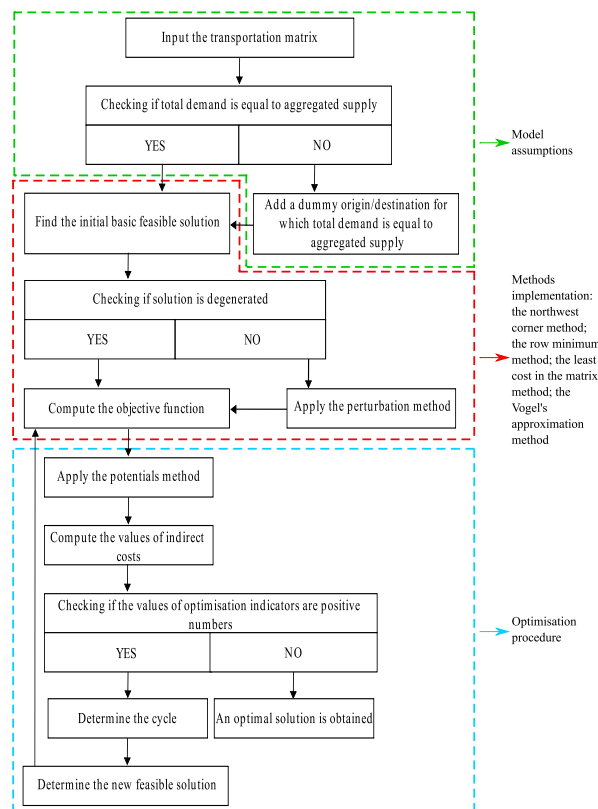 Input the transportation matrix
Checking if total demand is equal to aggregated supply
YES
NO
Model
assumptions
Find the initial basic feasible solution
Add a dummy origin/destination for
which total demand is equal to
aggregated supply
Checking if solution is degenerated
YES
NO
Methods
implementation:
the northwest
corner method;
the row minimum
method; the least
cost in the matrix
method; the
Vogel's
approximation
method
Compute the objective function
Apply the perturbation method
Apply the potentials method
Compute the values of indirect
costs
Checking if the values of optimisation indicators are positive
numbers
YES
NO
Optimisation
procedure
Determine the cycle
An optimal solution is obtained
Determine the new feasible solution